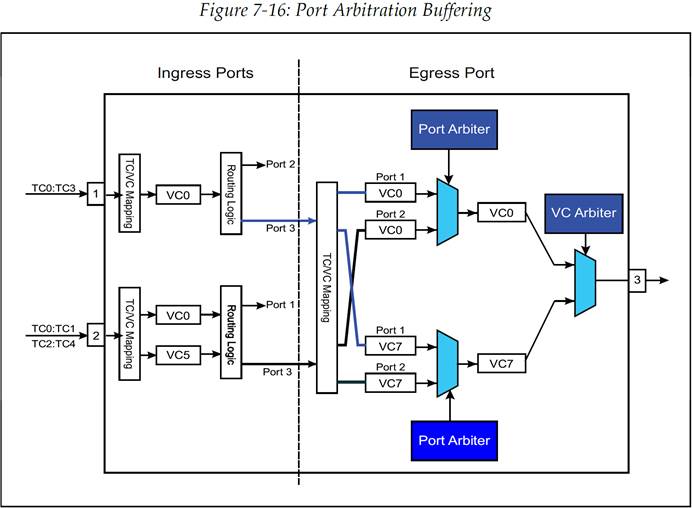 Figure 7-16: Port Arbitration Buffering
Ingress Ports
Egress Port
Port Arbiter
TC0:TC3
1
TC/VC Mapping
VC0
Routing Logic
Port 2
Port 3
TC/VC Mapping
Port 1
VC0
Port 2
VC0
VC0
VC Arbiter
3
TC0:TC1
TC2:TC4
2
TC/VC Mapping
VC0
VC5
Routing Logic
Port 1
Port 3
Port 1
VC7
Port 2
VC7
VC7
Port Arbiter